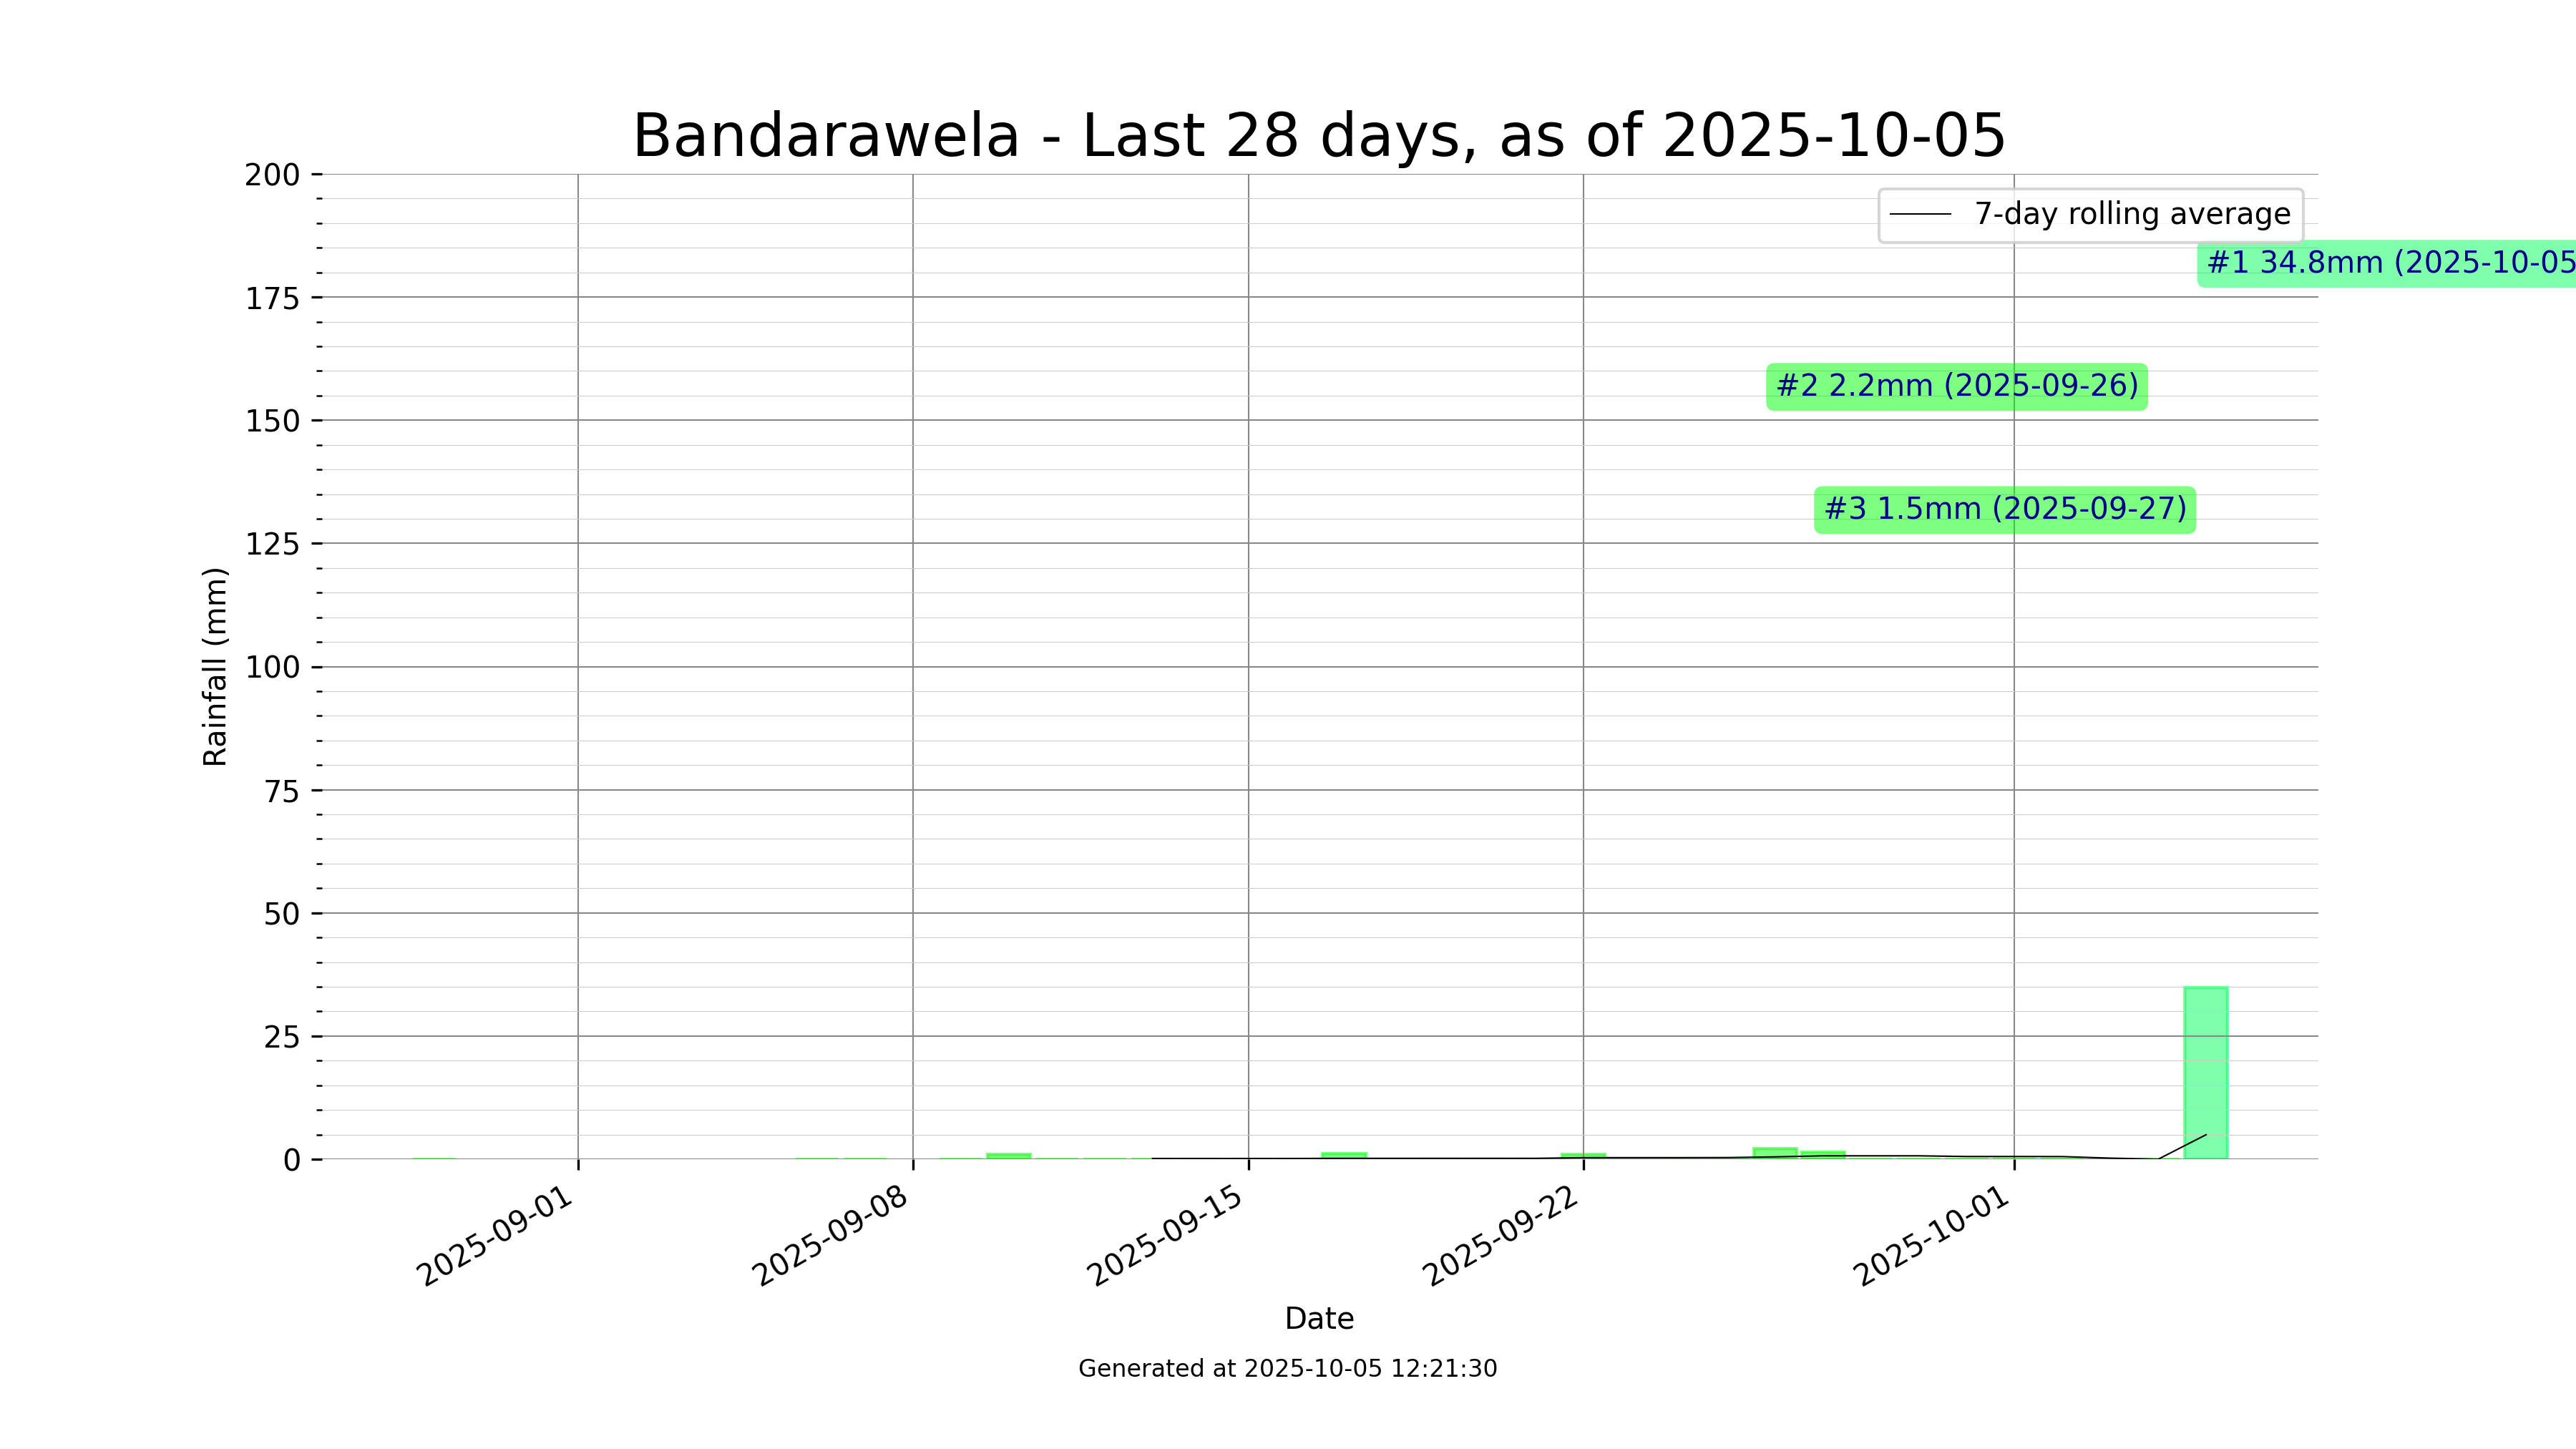 Bandarawela - Last 28 days, as of 2025-10-05
200
175
150
125
100
75
50
25
0
Rainfall (mm)
7-day rolling average
#1 34.8mm (2025-10-05
#2 2.2mm (2025-09-26)
#3 1.5mm (2025-09-27)
2025-09-01
2025-09-08
2025-09-15
2025-09-22
2025-10-01
Date
Generated at 2025-10-05 12:21:30